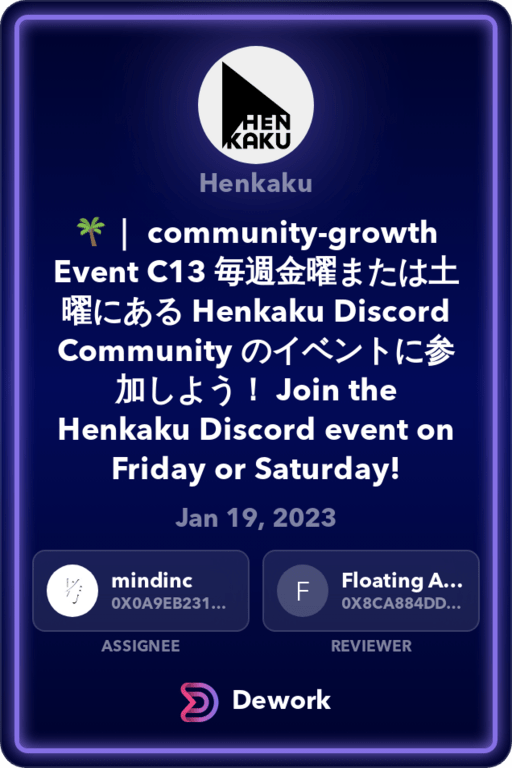 HEN
KAKU
Henkaku
🌴｜ community-growth
Event C13 毎週金曜または土
曜にある Henkaku Discord
Community のイベントに参
加しよう！ Join the
Henkaku Discord event on
Friday or Saturday!
Jan 19, 2023
mindinc
0X0A9EB231...
ASSIGNEE
F
Floating A...
0X8CA884DD...
REVIEWER
Dework